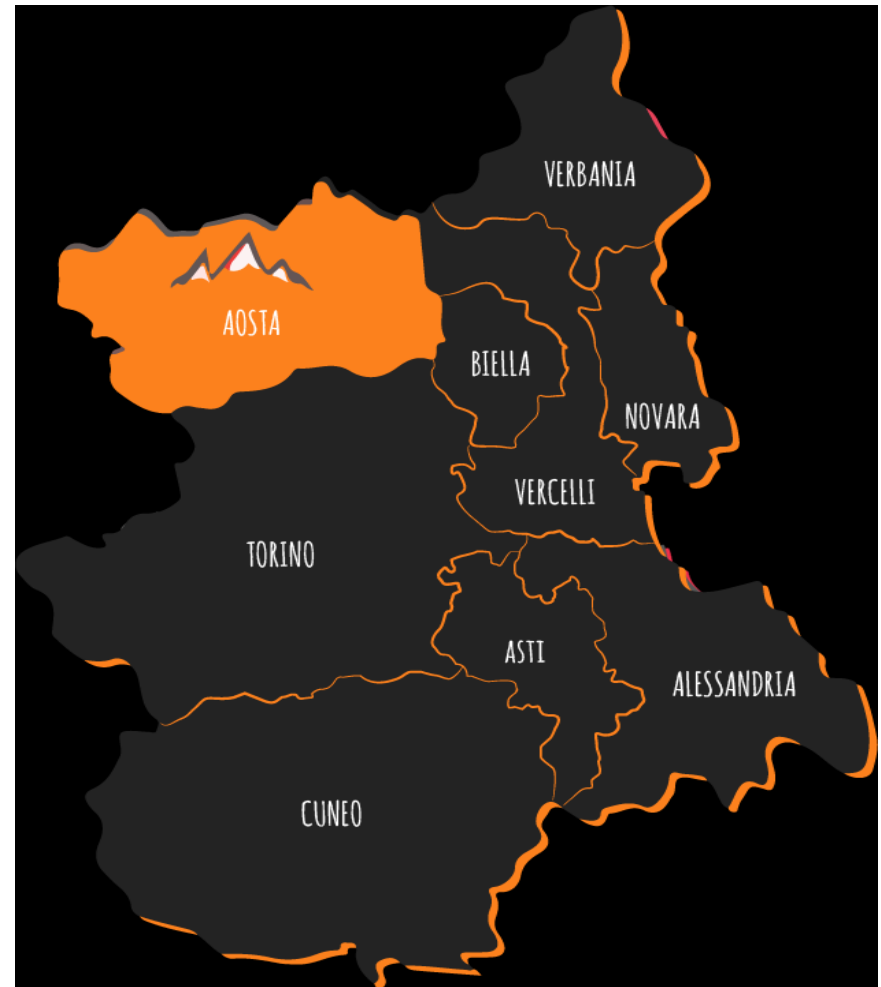 VERBANIA
AOSTA
BIELLA
NOVARA
VERCELLI
TORINO
ASTI
ALESSANDRIA
CUNEO